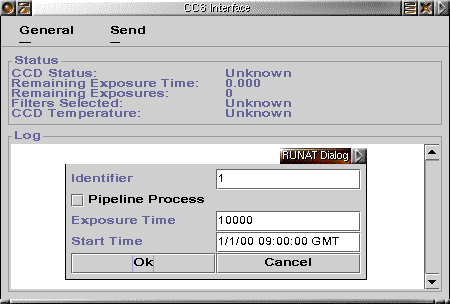 CCS Interface
General Send
Status
CCD Status: Unknown
Remaining Exposure Time: 0.000
Remaining Exposures: 0
Filters Selected: Unknown
CCD Temperature: Unknown
Log
RUNAT Dialog
Identifier 1
Pipeline Process
Exposure Time 10000
Start Time 1/1/00 09:00:00 GMT
Ok Cancel